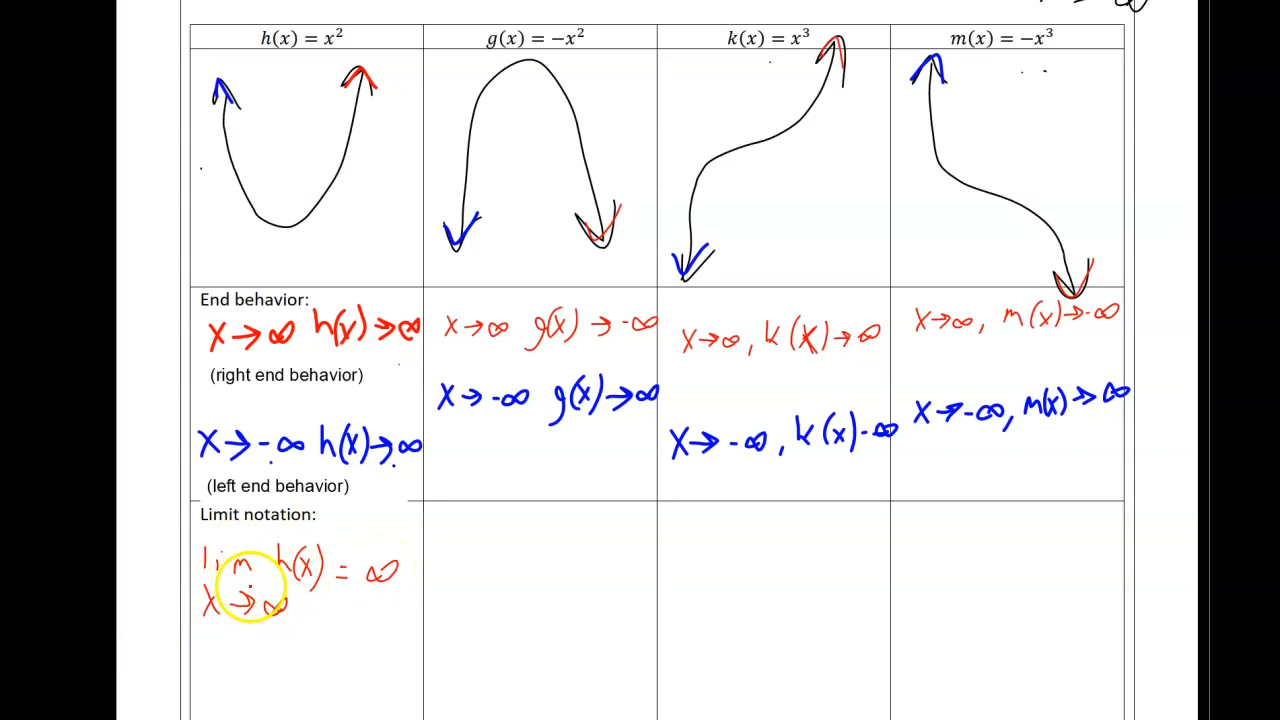 h(x) = x²
g(x) = −x²
k(x) = x³
m(x) = −x³
End behavior:
x→∞ h(x)→∞
(right end behavior)
x→-∞ h(x)→∞
(left end behavior)
x→∞ g(x)→-∞
x→-∞ g(x)→∞
x→∞, k(x)→∞
x→-∞, k(x)-∞
x→∞, m(x)→-∞
x→-∞, m(x)→∞
Limit notation:
lim h(x) = ∞
x→∞